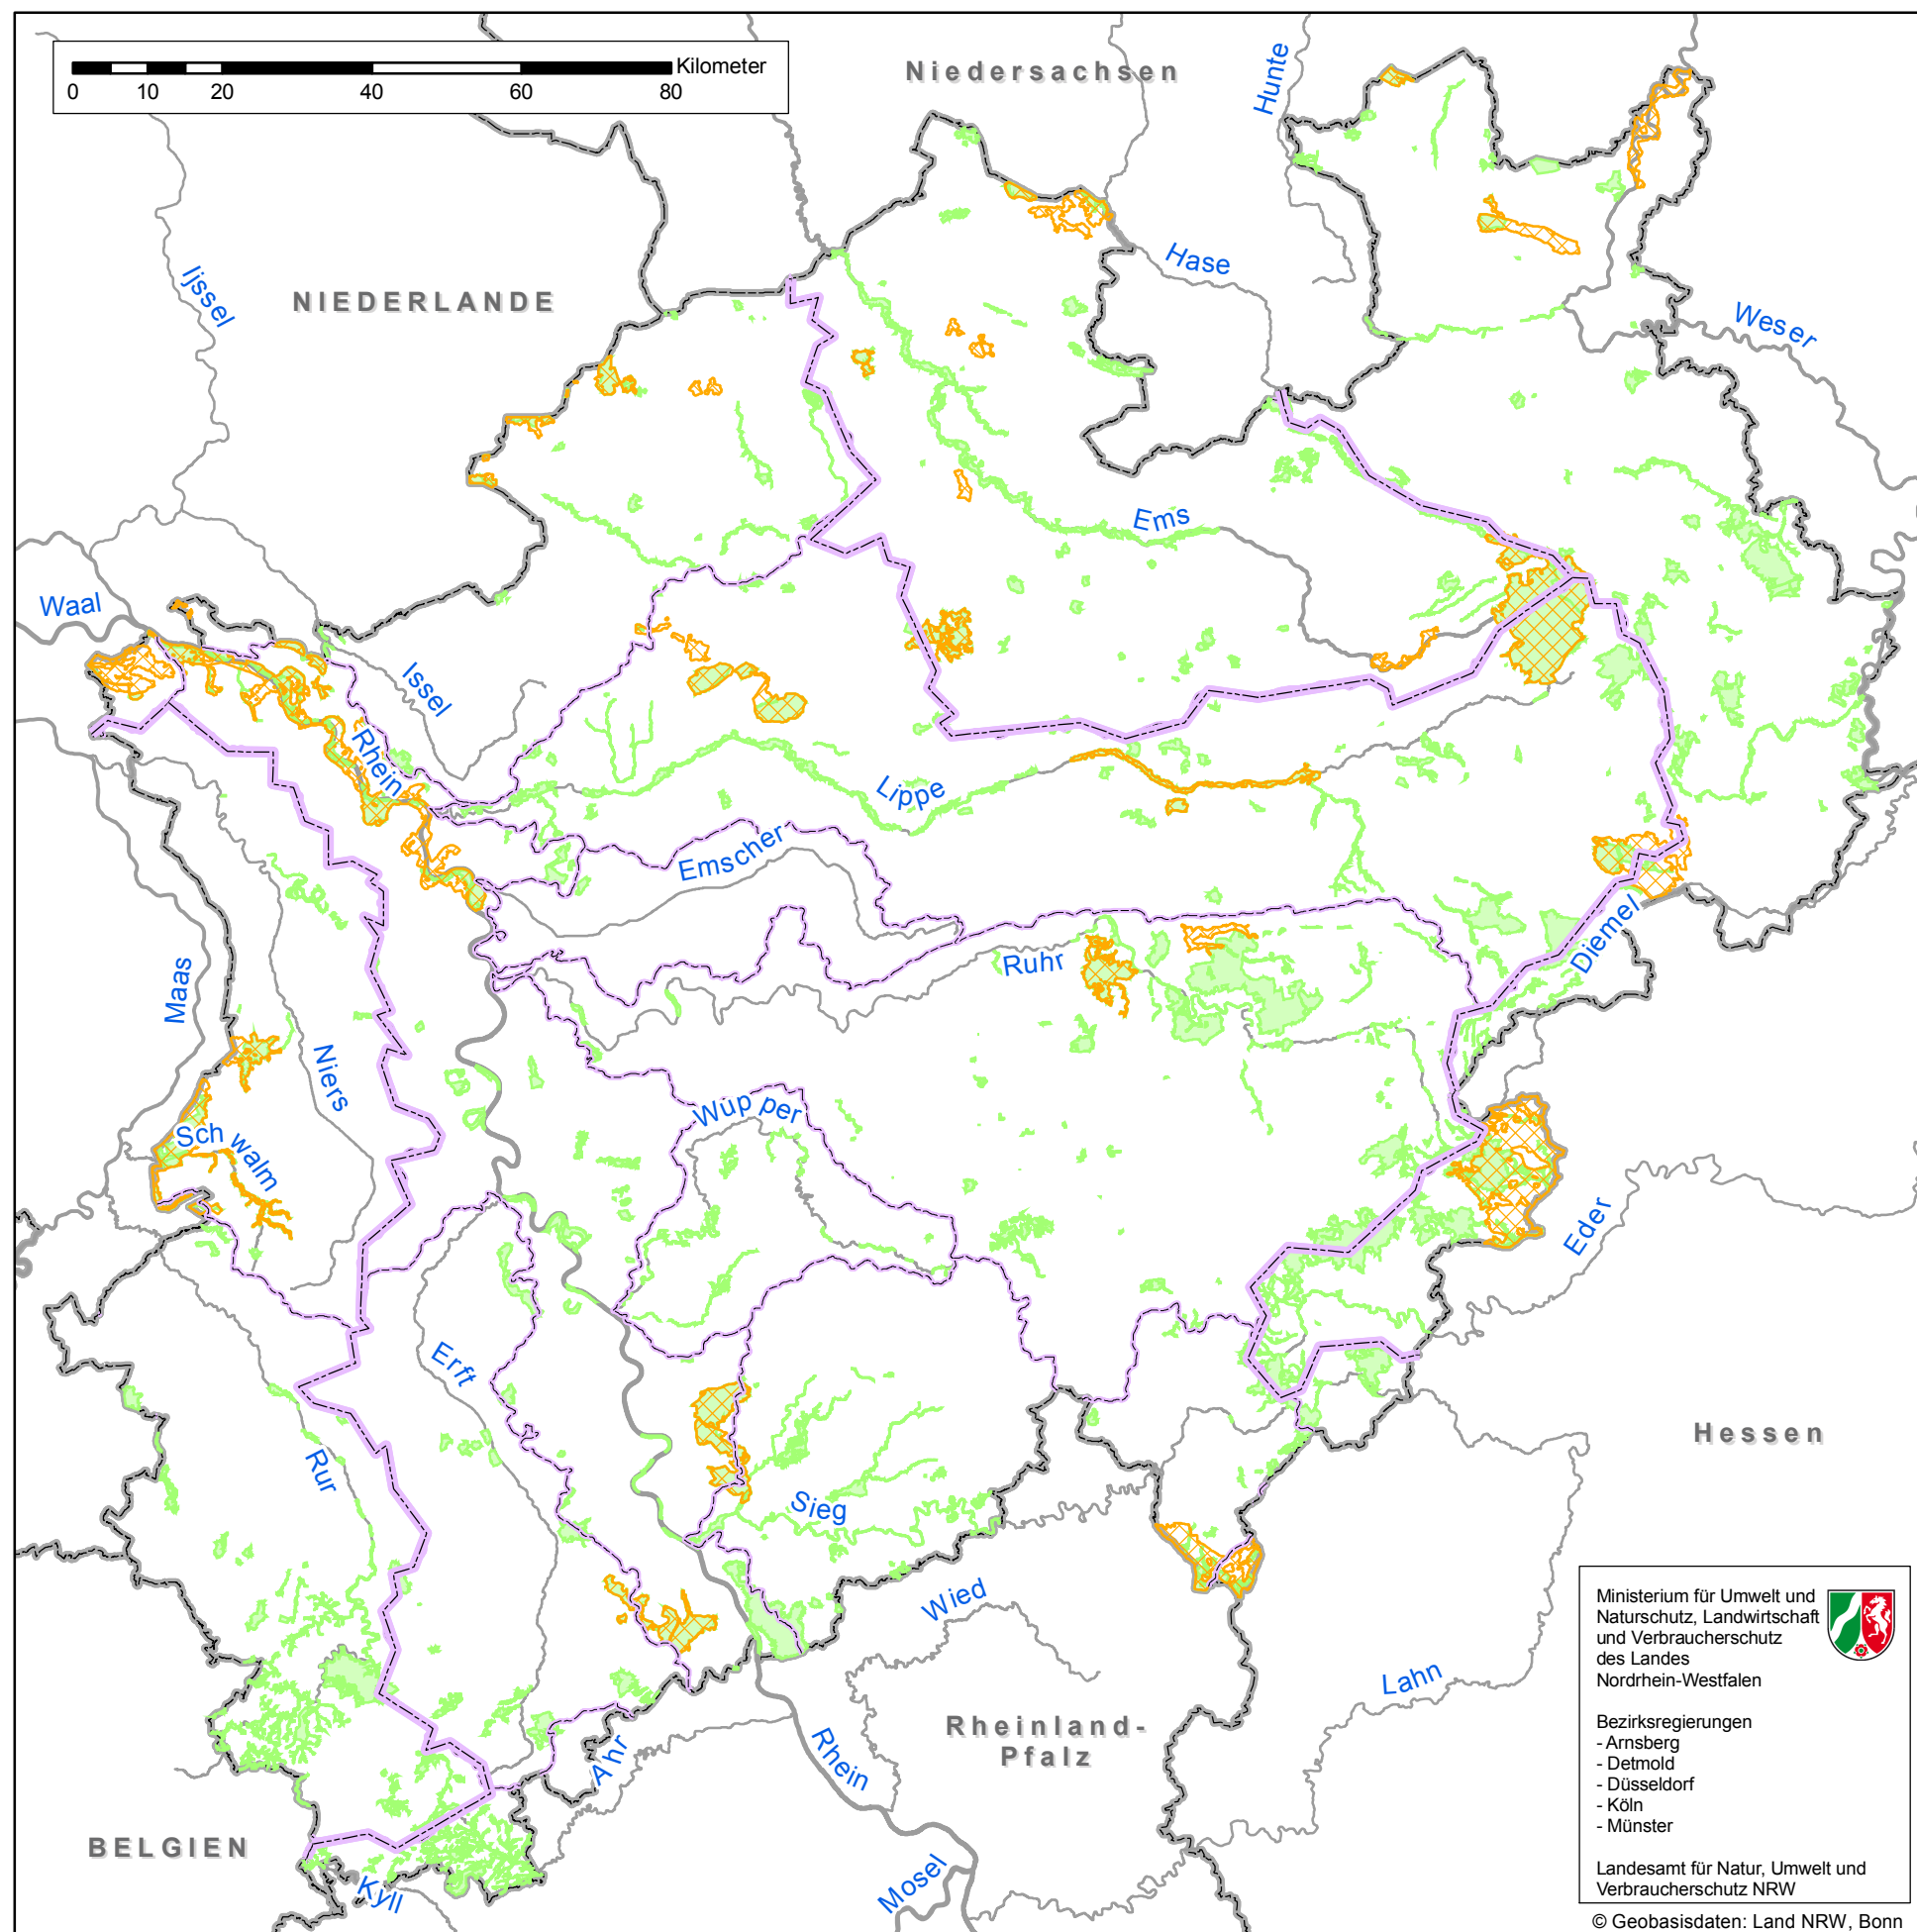 Kilometer
0 10 20 40 60 80
Niedersachsen
Hunte
Hase
Ijssel
NIEDERLANDE
Weser
Ems
Waal
Issel
Rhein
Lippe
Emscher
Maas
Ruhr
Diemel
Niers
Wup per
Sch walm
Eder
Erft
Rur
Hessen
Sieg
Wied
Lahn
Rheinland-
Pfalz
Ahr
Rhein
BELGIEN
Kyll
Mosel
Ministerium für Umwelt und
Naturschutz, Landwirtschaft
und Verbraucherschutz
des Landes
Nordrhein-Westfalen
Bezirksregierungen
- Arnsberg
- Detmold
- Düsseldorf
- Köln
- Münster
Landesamt für Natur, Umwelt und
Verbraucherschutz NRW
© Geobasisdaten: Land NRW, Bonn